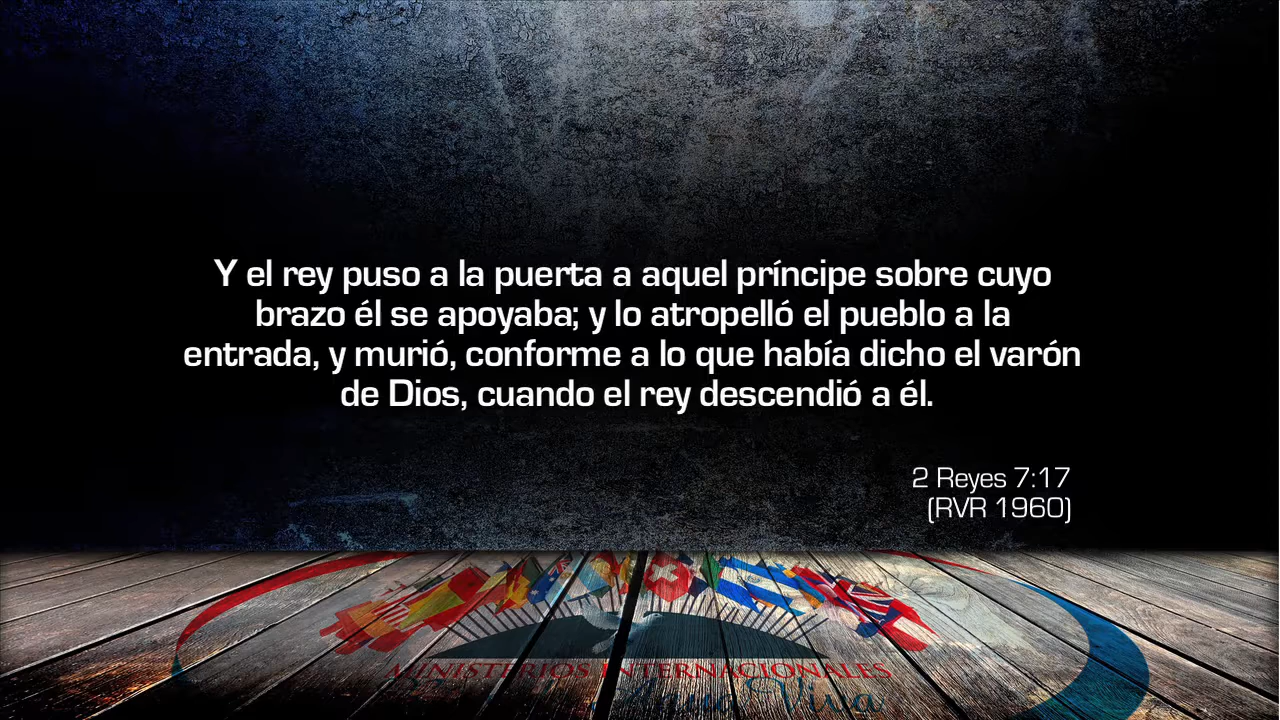 Y el rey puso a la puerta a aquel príncipe sobre cuyo
brazo él se apoyaba; y lo atropelló el pueblo a la
entrada, y murió, conforme a lo que había dicho el varón
de Dios, cuando el rey descendió a él.
2 Reyes 7:17
(RVR 1960)
MINISTERIOS INTERNACIONALES
Viva